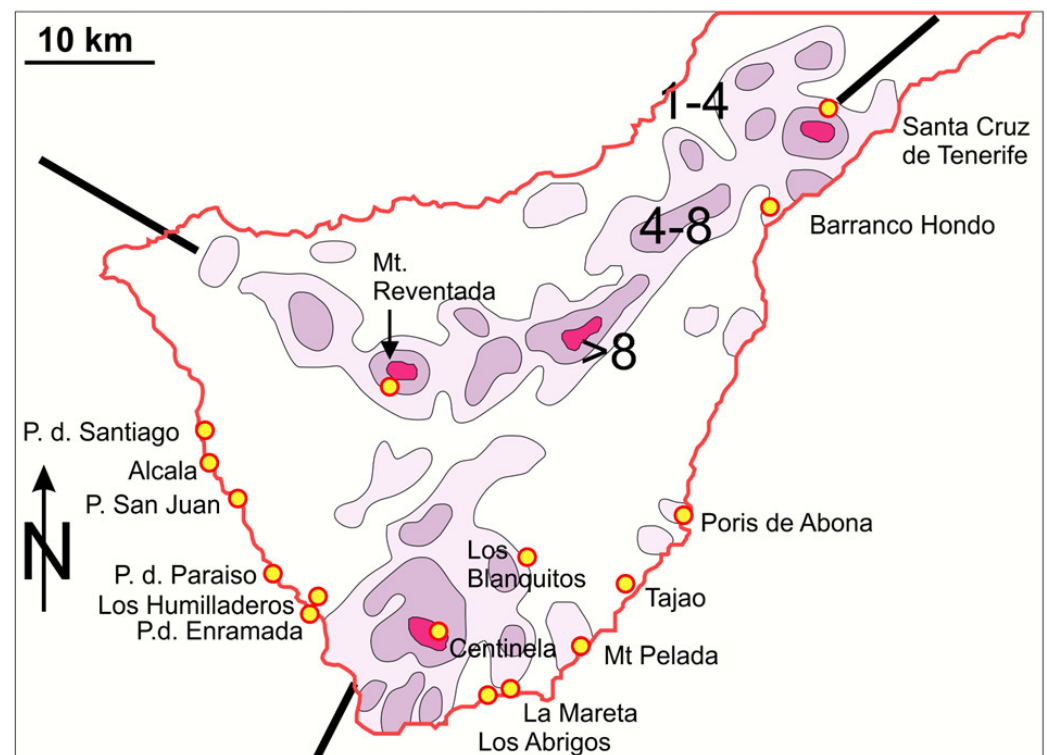 10 km
1-4
Santa Cruz
de Tenerife
4-8
Barranco Hondo
Mt.
Reventada
>8
P. d. Santiago
Alcala
P. San Juan
N
Poris de Abona
Los
Blanquitos
P. d. Paraiso
Los Humilladeros
Tajao
P.d. Enramada
Centinela
Mt Pelada
La Mareta
Los Abrigos